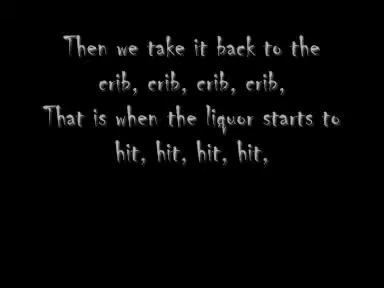 Then we take it back to the
crib, crib, crib, crib,
That is when the liquor starts to
hit, hit, hit, hit,